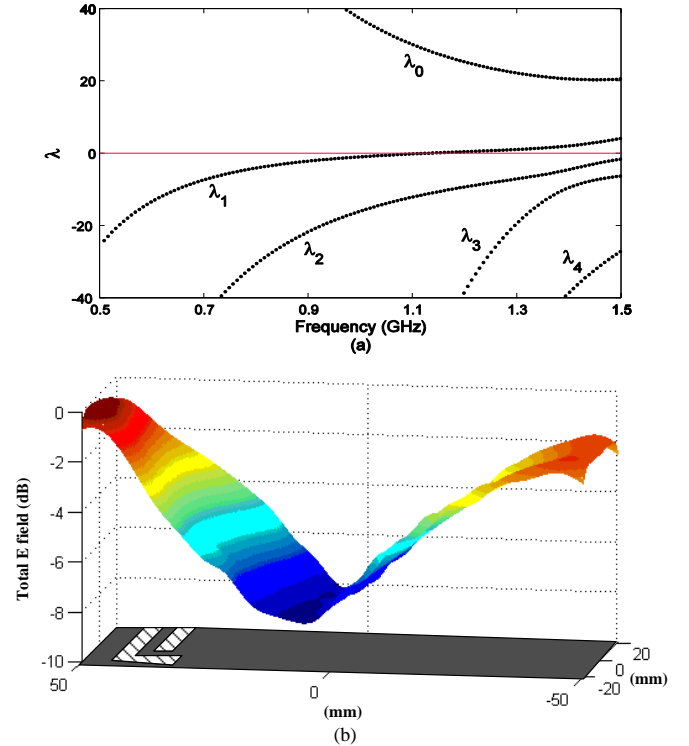 40
λ0
20
λ
0
λ1
-20
λ2
λ3
λ4
-40
0.5 0.7 0.9 1.1 1.3 1.5
Frequency (GHz)
(a)
0
-2
-4
Total E field (dB)
-6
-8
-10
20
0
(mm)
-20
50
0
-50
(mm)
(b)